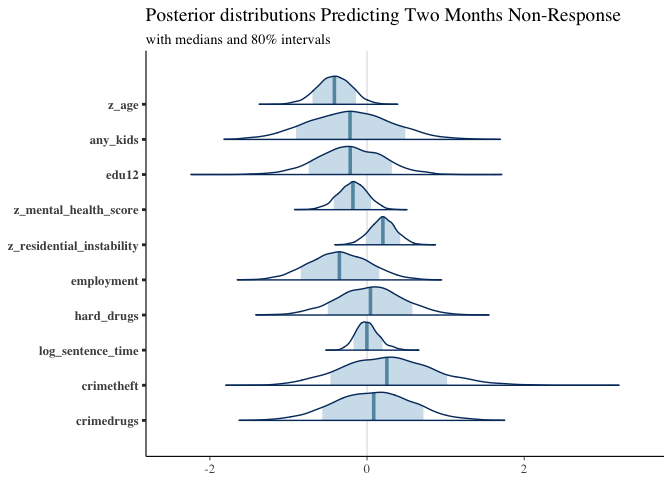 Posterior distributions Predicting Two Months Non-Response
with medians and 80% intervals
z_age
any_kids
edu12
z_mental_health_score
z_residential_instability
employment
hard_drugs
log_sentence_time
crimetheft
crimedrugs
-2 0 2